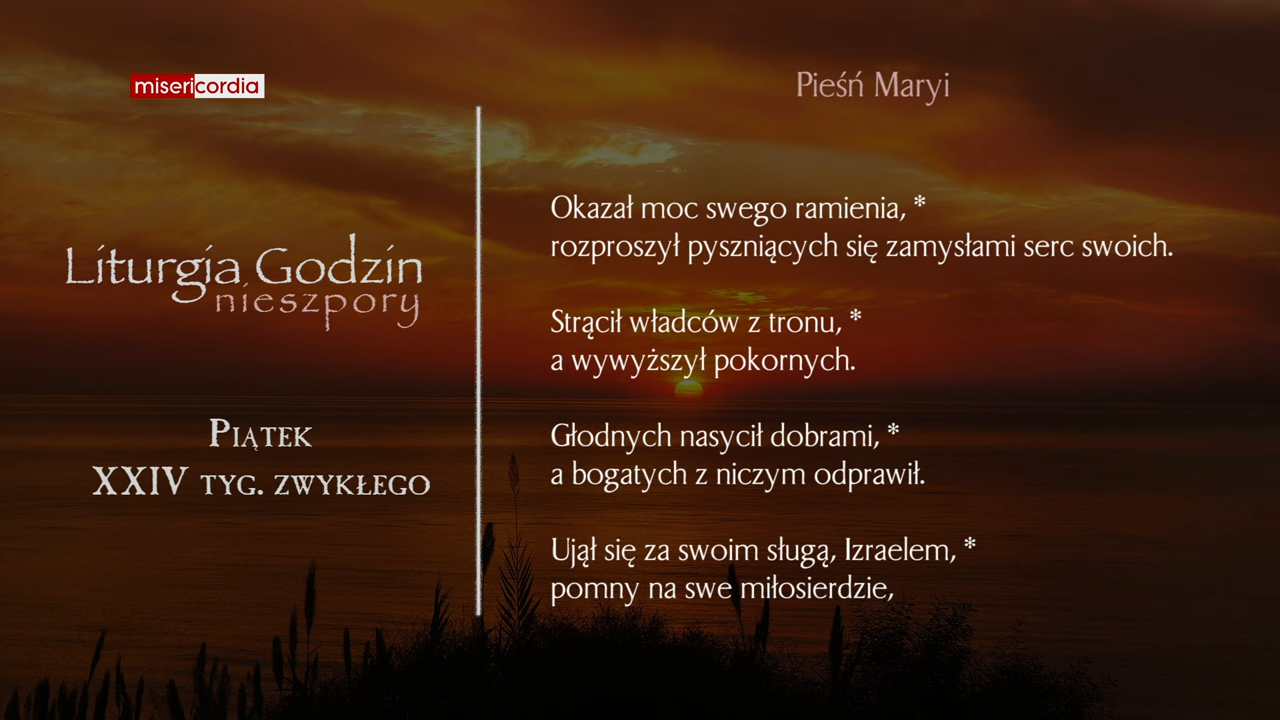 misericordia
Liturgia Godzin
nieszpory
Piątek
XXIV tyg. zwykłego
Pieśń Maryi
Okazał moc swego ramienia, *
rozproszył pyszniących się zamysłami serc swoich.
Strącił władców z tronu, *
a wywyższył pokornych.
Głodnych nasycił dobrami, *
a bogatych z niczym odprawił.
Ujął się za swoim sługą, Izraelem, *
pomny na swe miłosierdzie,